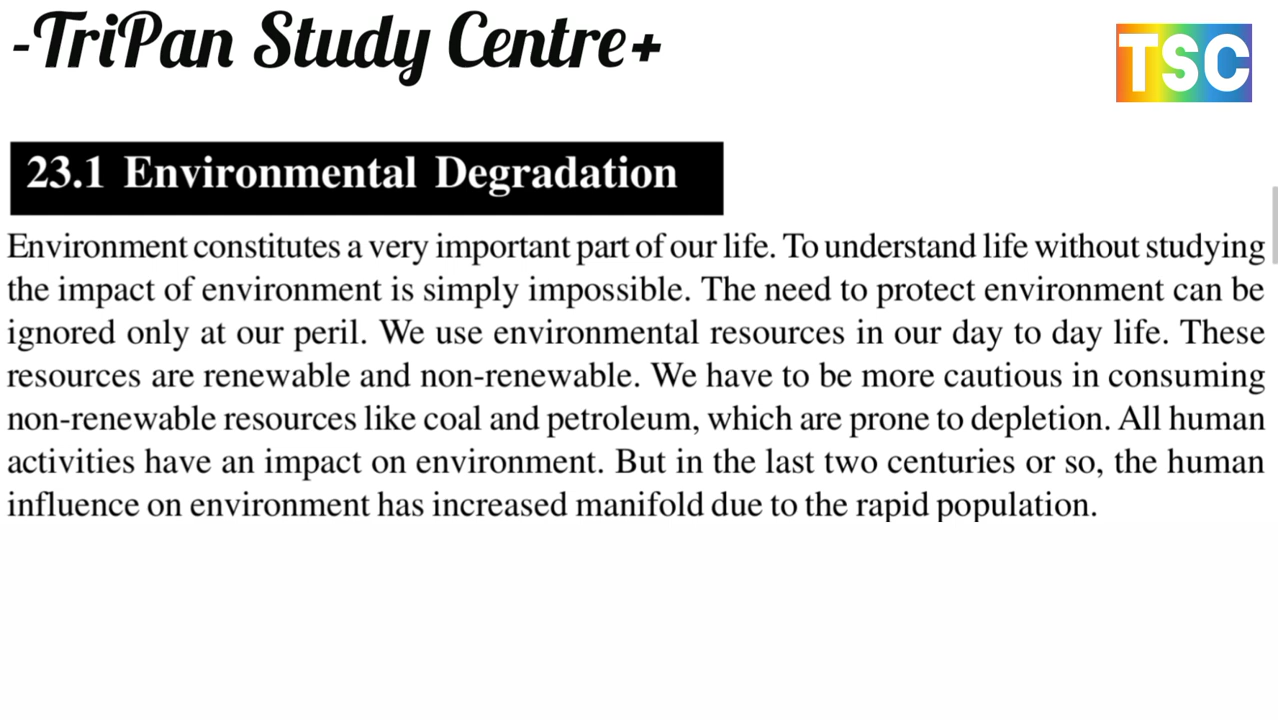 -TriPan Study Centre+
TSC
23.1 Environmental Degradation
Environment constitutes a very important part of our life. To understand life without studying
the impact of environment is simply impossible. The need to protect environment can be
ignored only at our peril. We use environmental resources in our day to day life. These
resources are renewable and non-renewable. We have to be more cautious in consuming
non-renewable resources like coal and petroleum, which are prone to depletion. All human
activities have an impact on environment. But in the last two centuries or so, the human
influence on environment has increased manifold due to the rapid population.